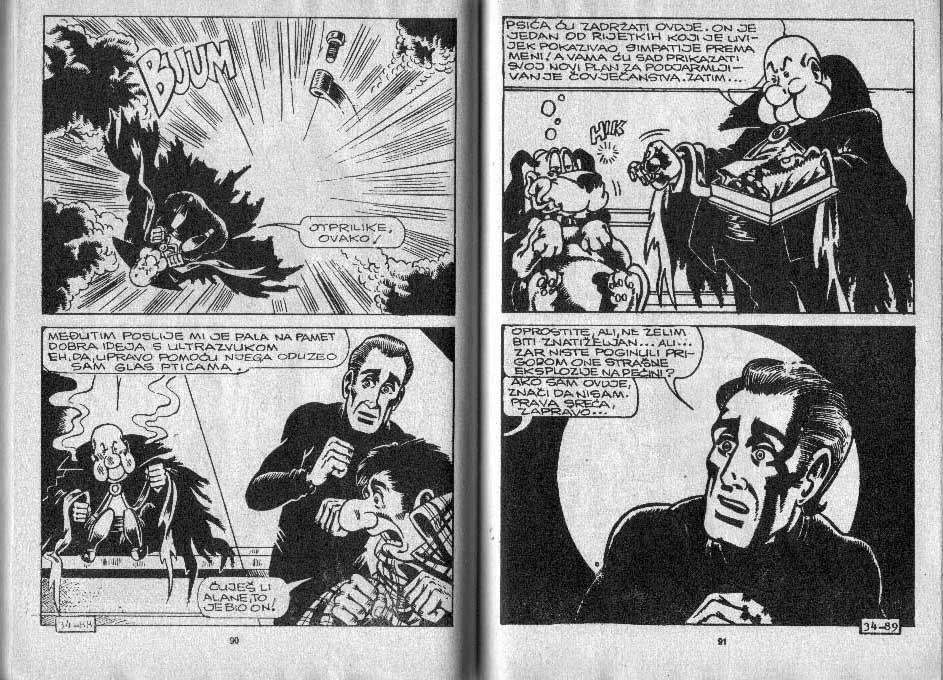 BUUM
OTPRILIKE,
OVAKO!
MEĐUTIM POSLIJE MI JE PALA NA PAMET
DOBRA IDEJA S ULTRAZVUKOM
EH, DA, UPRAVO POMOĆU NJEGA ODUZEO
SAM GLAS PTICAMA.
ČUJEŠ LI
ALANE, TO
JE BIO ON!
34-88
90
PSIĆA ĆU ZADRŽATI OVDJE. ON JE
JEDAN OD RIJETKIH KOJI JE UVI-
JEK POKAZIVAO SIMPATIJE PREMA
MENI! A VAMA ĆU SAD PRIKAZATI
SVOJ NOVI PLAN ZA PODJARMLJI-
VANJE ČOVJEČANSTVA. ZATIM...
HIK
OPROSTITE, ALI, NE ŽELIM
BITI ZNATIŽELJAN... ALI...
ZAR NISTE POGINULI PRI-
GODOM ONE STRAŠNE
EKSPLOZIJE NA PEĆINI?
AKO SAM OVDJE,
ZNAČI DA NISAM.
PRAVA SREĆA,
ZAPRAVO...
34-89
91